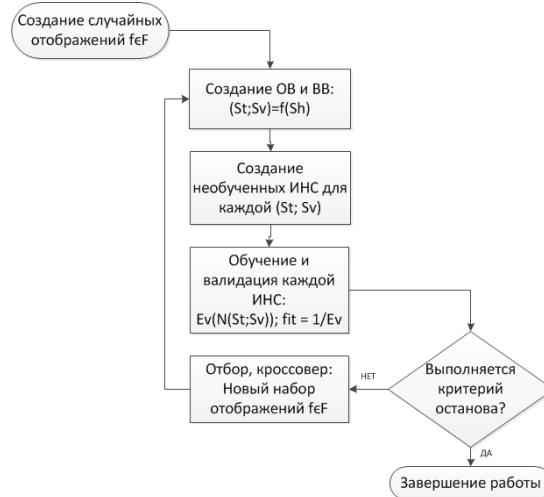 Создание случайных
отображений fєF
Создание ОВ и ВВ:
(St;Sv)=f(Sh)
Создание
необученных ИНС для
каждой (St; Sv)
Обучение и
валидация каждой
ИНС:
Ev(N(St;Sv)); fit = 1/Ev
Отбор, кроссовер:
Новый набор
отображений fєF
НЕТ
Выполняется
критерий
останова?
ДА
Завершение работы